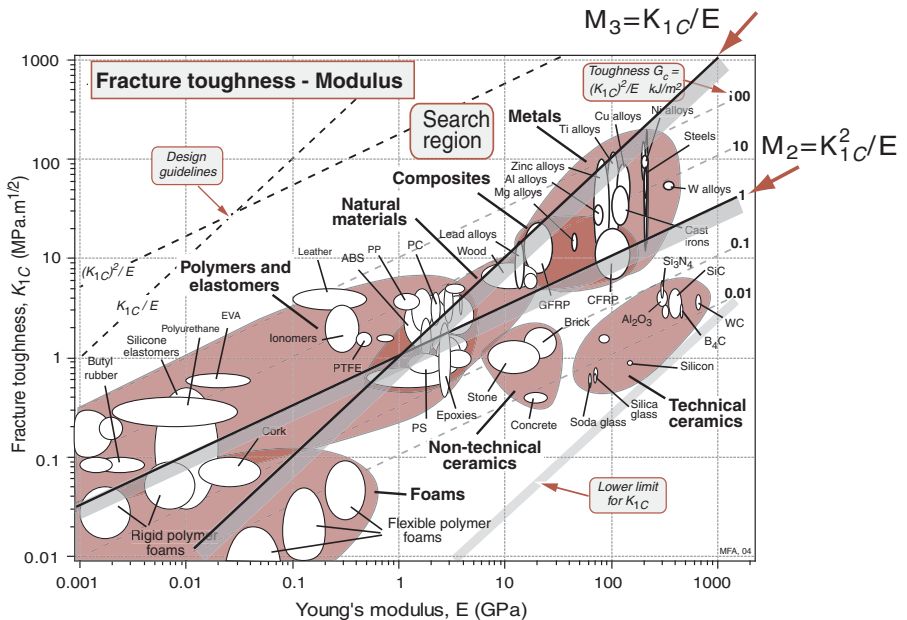 M₃=K₁C/E
1000
Fracture toughness - Modulus
Toughness Gc =
(K₁C)²/E kJ/m²
100
Search
region
Metals
Cu alloys
Ni alloys
Ti alloys
Steels
10
M₂=K²₁C/E
Design
guidelines
100
Composites
Zinc alloys
Al alloys
Mg alloys
W alloys
1
Natural
materials
Lead alloys
Wood
Cast
irons
Leather
PP
PC
ABS
10
(K₁C)²/E
Polymers and
elastomers
GFRP
CFRP
Si₃N₄
SiC
0.1
0.01
K₁C/E
EVA
Polyurethane
Silicone
elastomers
Ionomers
Brick
Al₂O₃
WC
B₄C
Butyl
rubber
1
PTFE
Stone
Silicon
PS
Epoxies
Concrete
Soda glass
Silica
glass
Technical
ceramics
Non-technical
ceramics
Cork
0.1
Foams
Lower limit
for K₁C
Rigid polymer
foams
Flexible polymer
foams
0.01
MFA, 04
Fracture toughness, K₁C (MPa.m¹/²)
0.001
0.01
0.1
1
10
100
1000
Young's modulus, E (GPa)